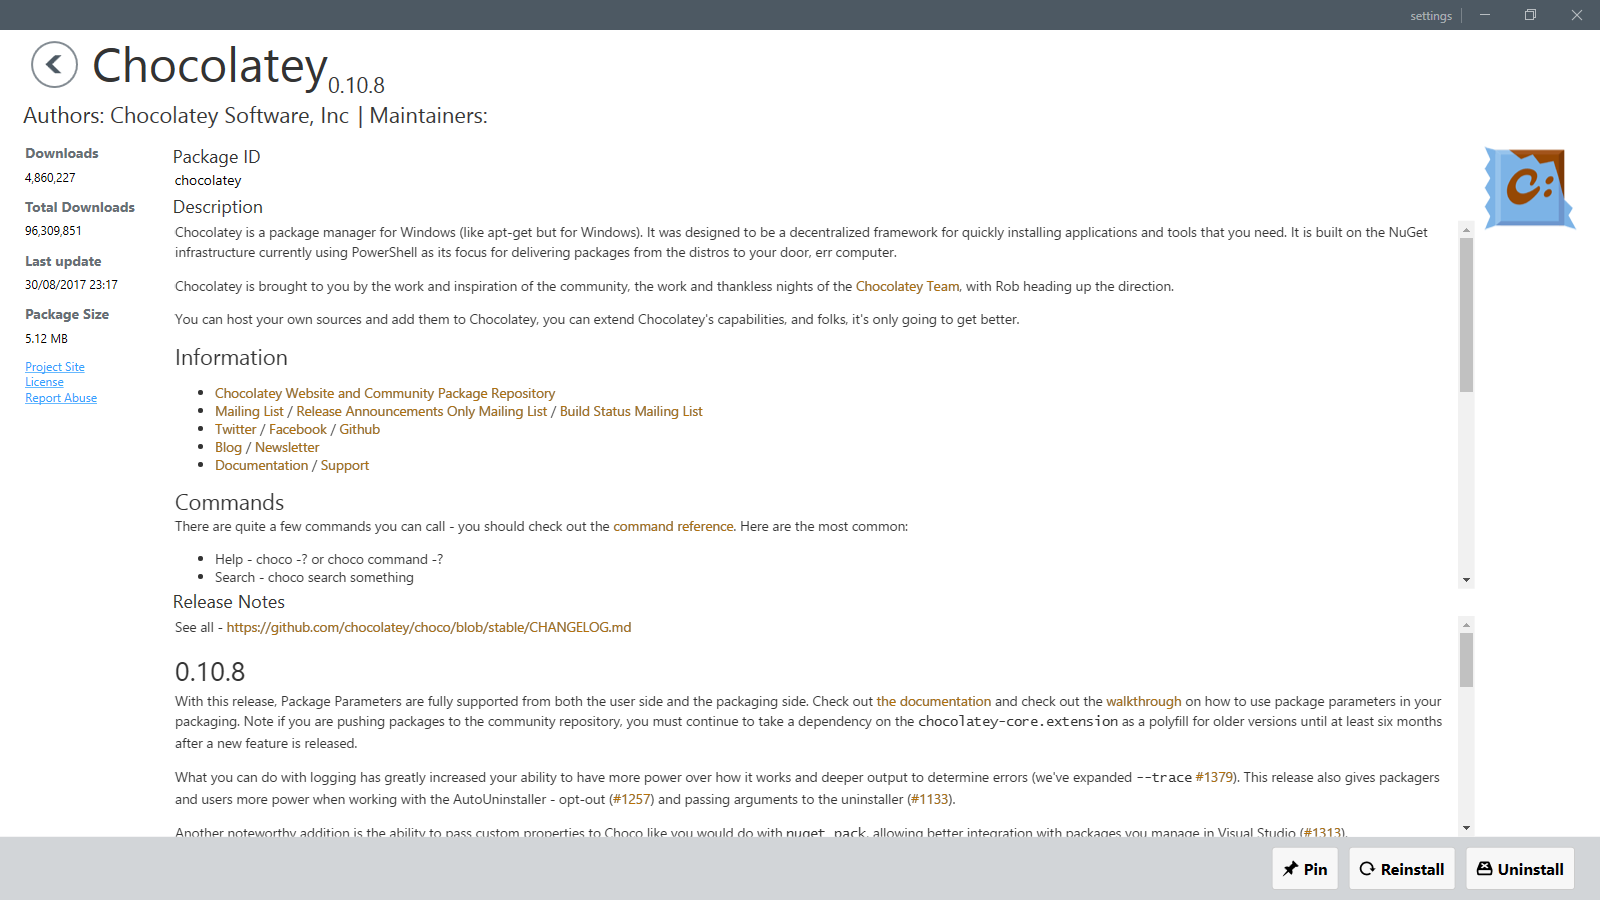 settings
Chocolatey 0.10.8
Authors: Chocolatey Software, Inc | Maintainers:
Downloads
4,860,227
Total Downloads
96,309,851
Last update
30/08/2017 23:17
Package Size
5.12 MB
Project Site
License
Report Abuse
Package ID
chocolatey
Description
Chocolatey is a package manager for Windows (like apt-get but for Windows). It was designed to be a decentralized framework for quickly installing applications and tools that you need. It is built on the NuGet
infrastructure currently using PowerShell as its focus for delivering packages from the distros to your door, err computer.
Chocolatey is brought to you by the work and inspiration of the community, the work and thankless nights of the Chocolatey Team, with Rob heading up the direction.
You can host your own sources and add them to Chocolatey, you can extend Chocolatey's capabilities, and folks, it's only going to get better.
Information
• Chocolatey Website and Community Package Repository
• Mailing List / Release Announcements Only Mailing List / Build Status Mailing List
• Twitter / Facebook / Github
• Blog / Newsletter
• Documentation / Support
Commands
There are quite a few commands you can call - you should check out the command reference. Here are the most common:
• Help - choco -? or choco command -?
• Search - choco search something
Release Notes
See all - https://github.com/chocolatey/choco/blob/stable/CHANGELOG.md
0.10.8
With this release, Package Parameters are fully supported from both the user side and the packaging side. Check out the documentation and check out the walkthrough on how to use package parameters in your
packaging. Note if you are pushing packages to the community repository, you must continue to take a dependency on the chocolatey-core.extension as a polyfill for older versions until at least six months
after a new feature is released.
What you can do with logging has greatly increased your ability to have more power over how it works and deeper output to determine errors (we've expanded --trace #1379). This release also gives packagers
and users more power when working with the AutoUninstaller - opt-out (#1257) and passing arguments to the uninstaller (#1133).
Another noteworthy addition is the ability to pass custom properties to Choco like you would do with nuget pack, allowing better integration with packages you manage in Visual Studio (#1313).
C:
Pin
Reinstall
Uninstall